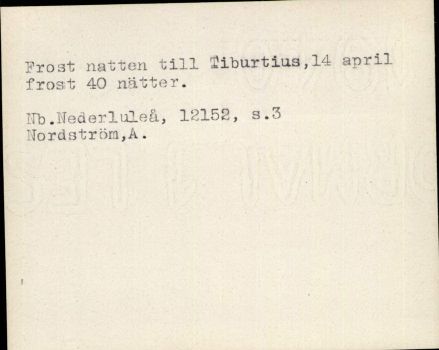 Frost natten till Tiburtius,14 april
frost 40 nätter.
Nb.Nederluleå, 12152, s.3
Nordström,A.